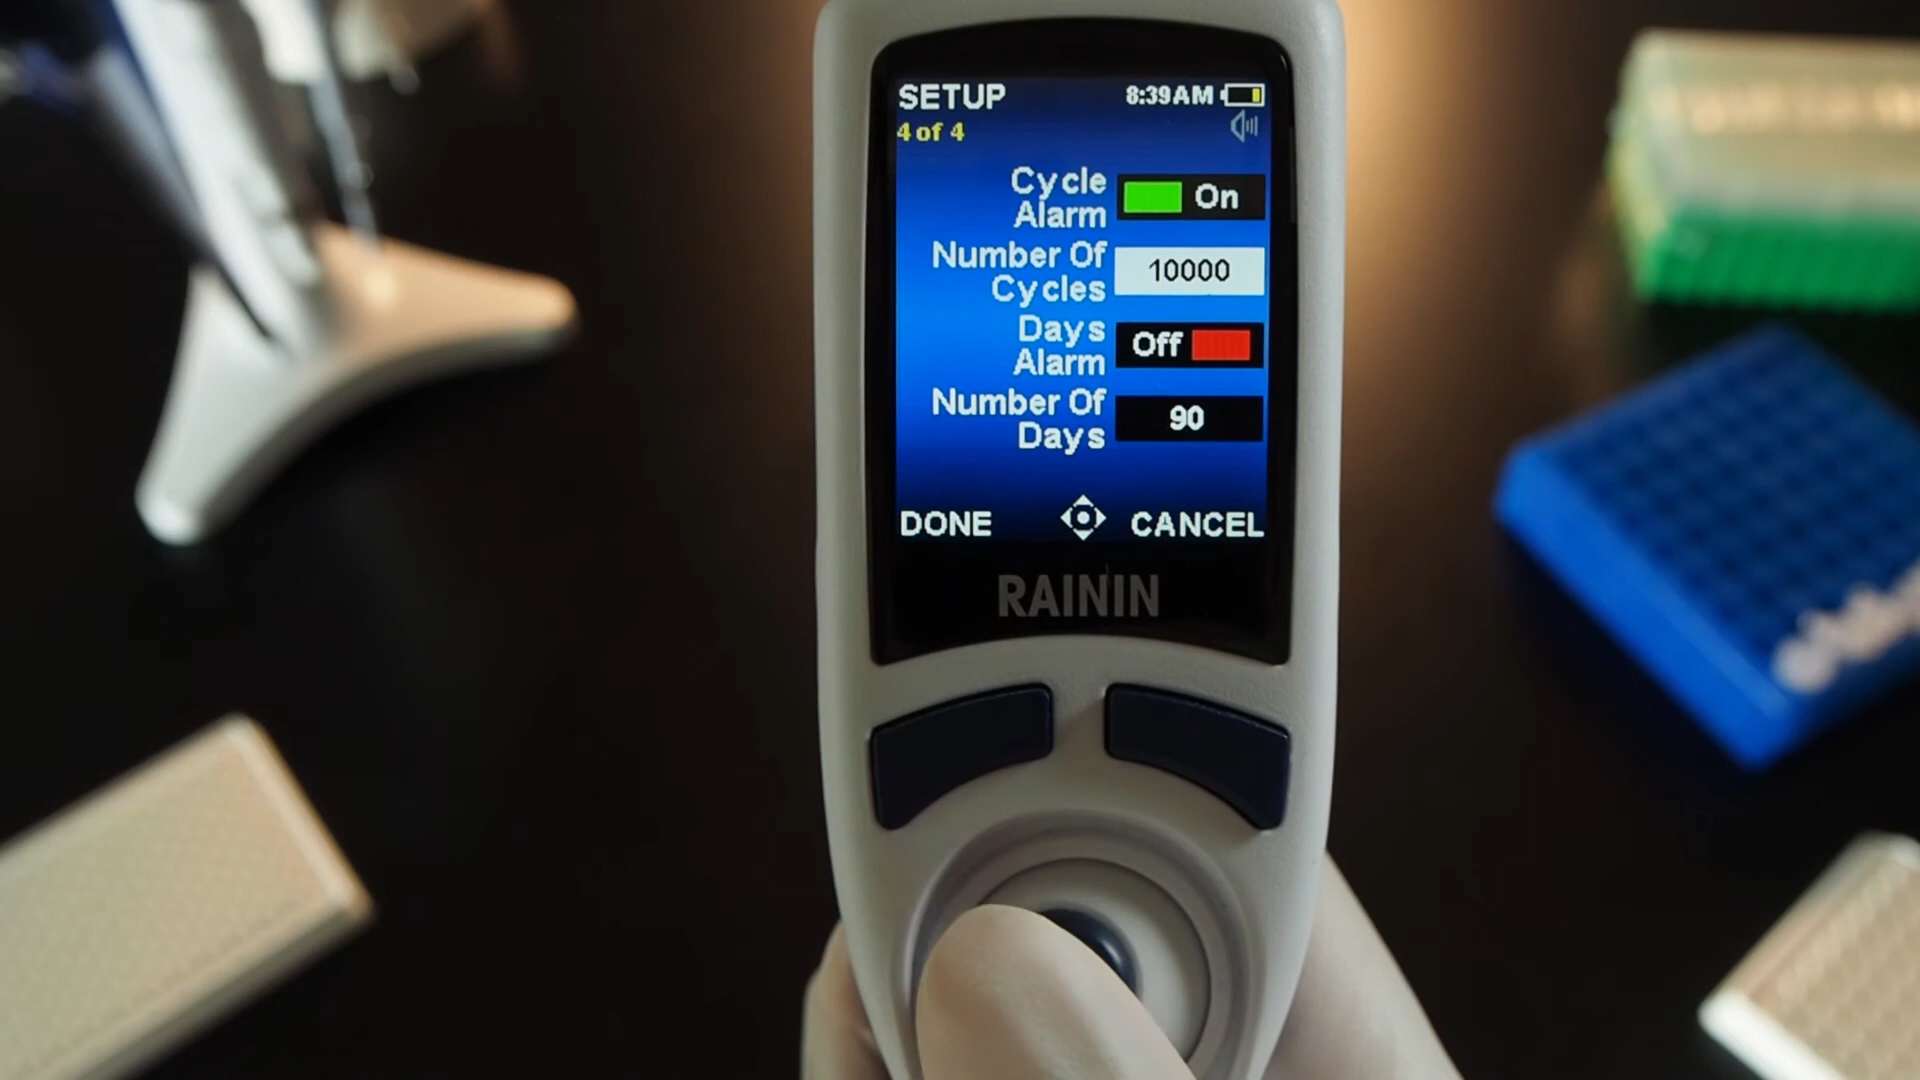 SETUP 8:39AM
4 of 4
Cycle
Alarm On
Number Of
Cycles 10000
Days
Alarm Off
Number Of
Days 90
DONE CANCEL
RAININ